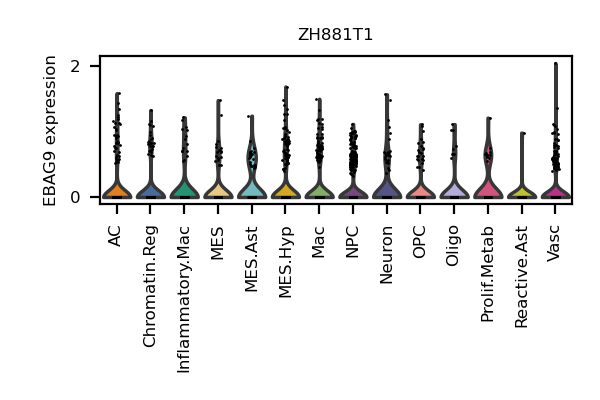 ZH881T1
EBAG9 expression
2
0
AC
Chromatin.Reg
Inflammatory.Mac
MES
MES.Ast
MES.Hyp
Mac
NPC
Neuron
OPC
Oligo
Prolif.Metab
Reactive.Ast
Vasc